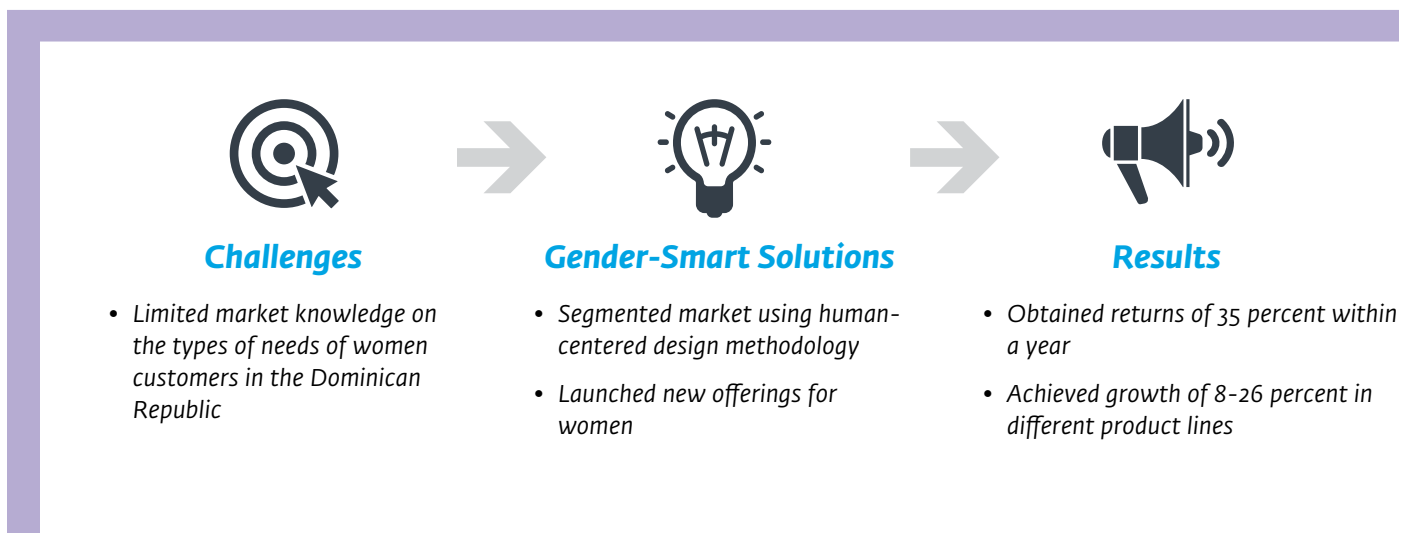 Challenges
• Limited market knowledge on
the types of needs of women
customers in the Dominican
Republic
Gender-Smart Solutions
• Segmented market using human-
centered design methodology
• Launched new offerings for
women
Results
• Obtained returns of 35 percent within
a year
• Achieved growth of 8-26 percent in
different product lines